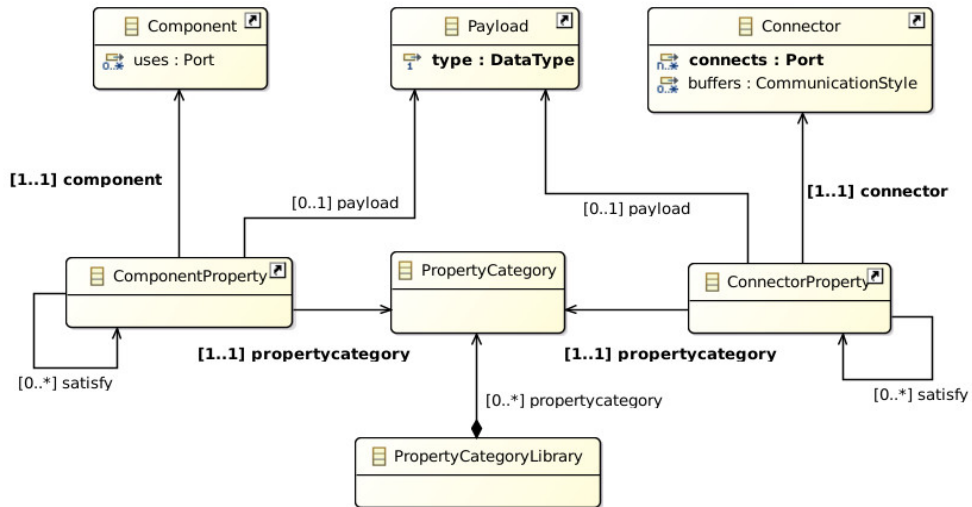 Component
0..*
uses : Port
Payload
1
type : DataType
Connector
n..*
connects : Port
0..*
buffers : CommunicationStyle
[1..1] component
[0..1] payload
[0..1] payload
[1..1] connector
ComponentProperty
PropertyCategory
ConnectorProperty
[1..1] propertycategory
[1..1] propertycategory
[0..*] satisfy
[0..*] satisfy
[0..*] propertycategory
PropertyCategoryLibrary